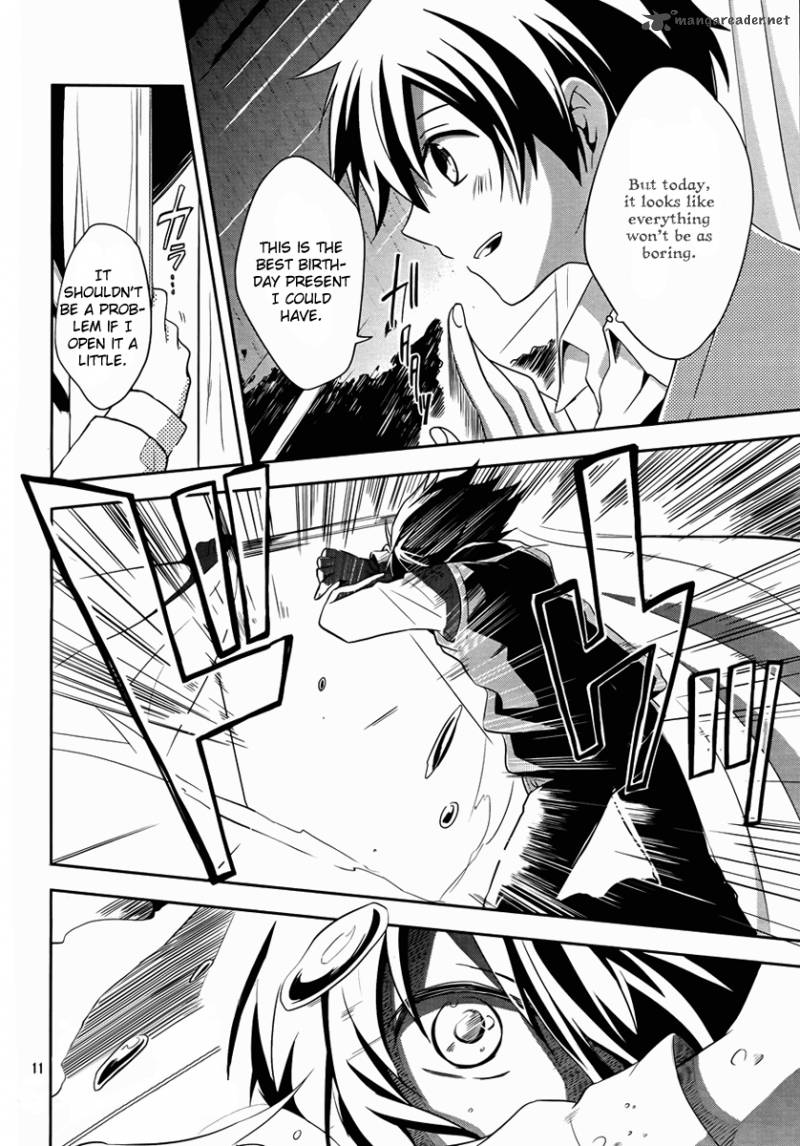 mangareader.net
But today,
it looks like
everything
won't be as
boring.
THIS IS THE
BEST BIRTH-
DAY PRESENT
I COULD
HAVE.
IT
SHOULDN'T
BE A PROB-
LEM IF I
OPEN IT A
LITTLE.
カラ…
11